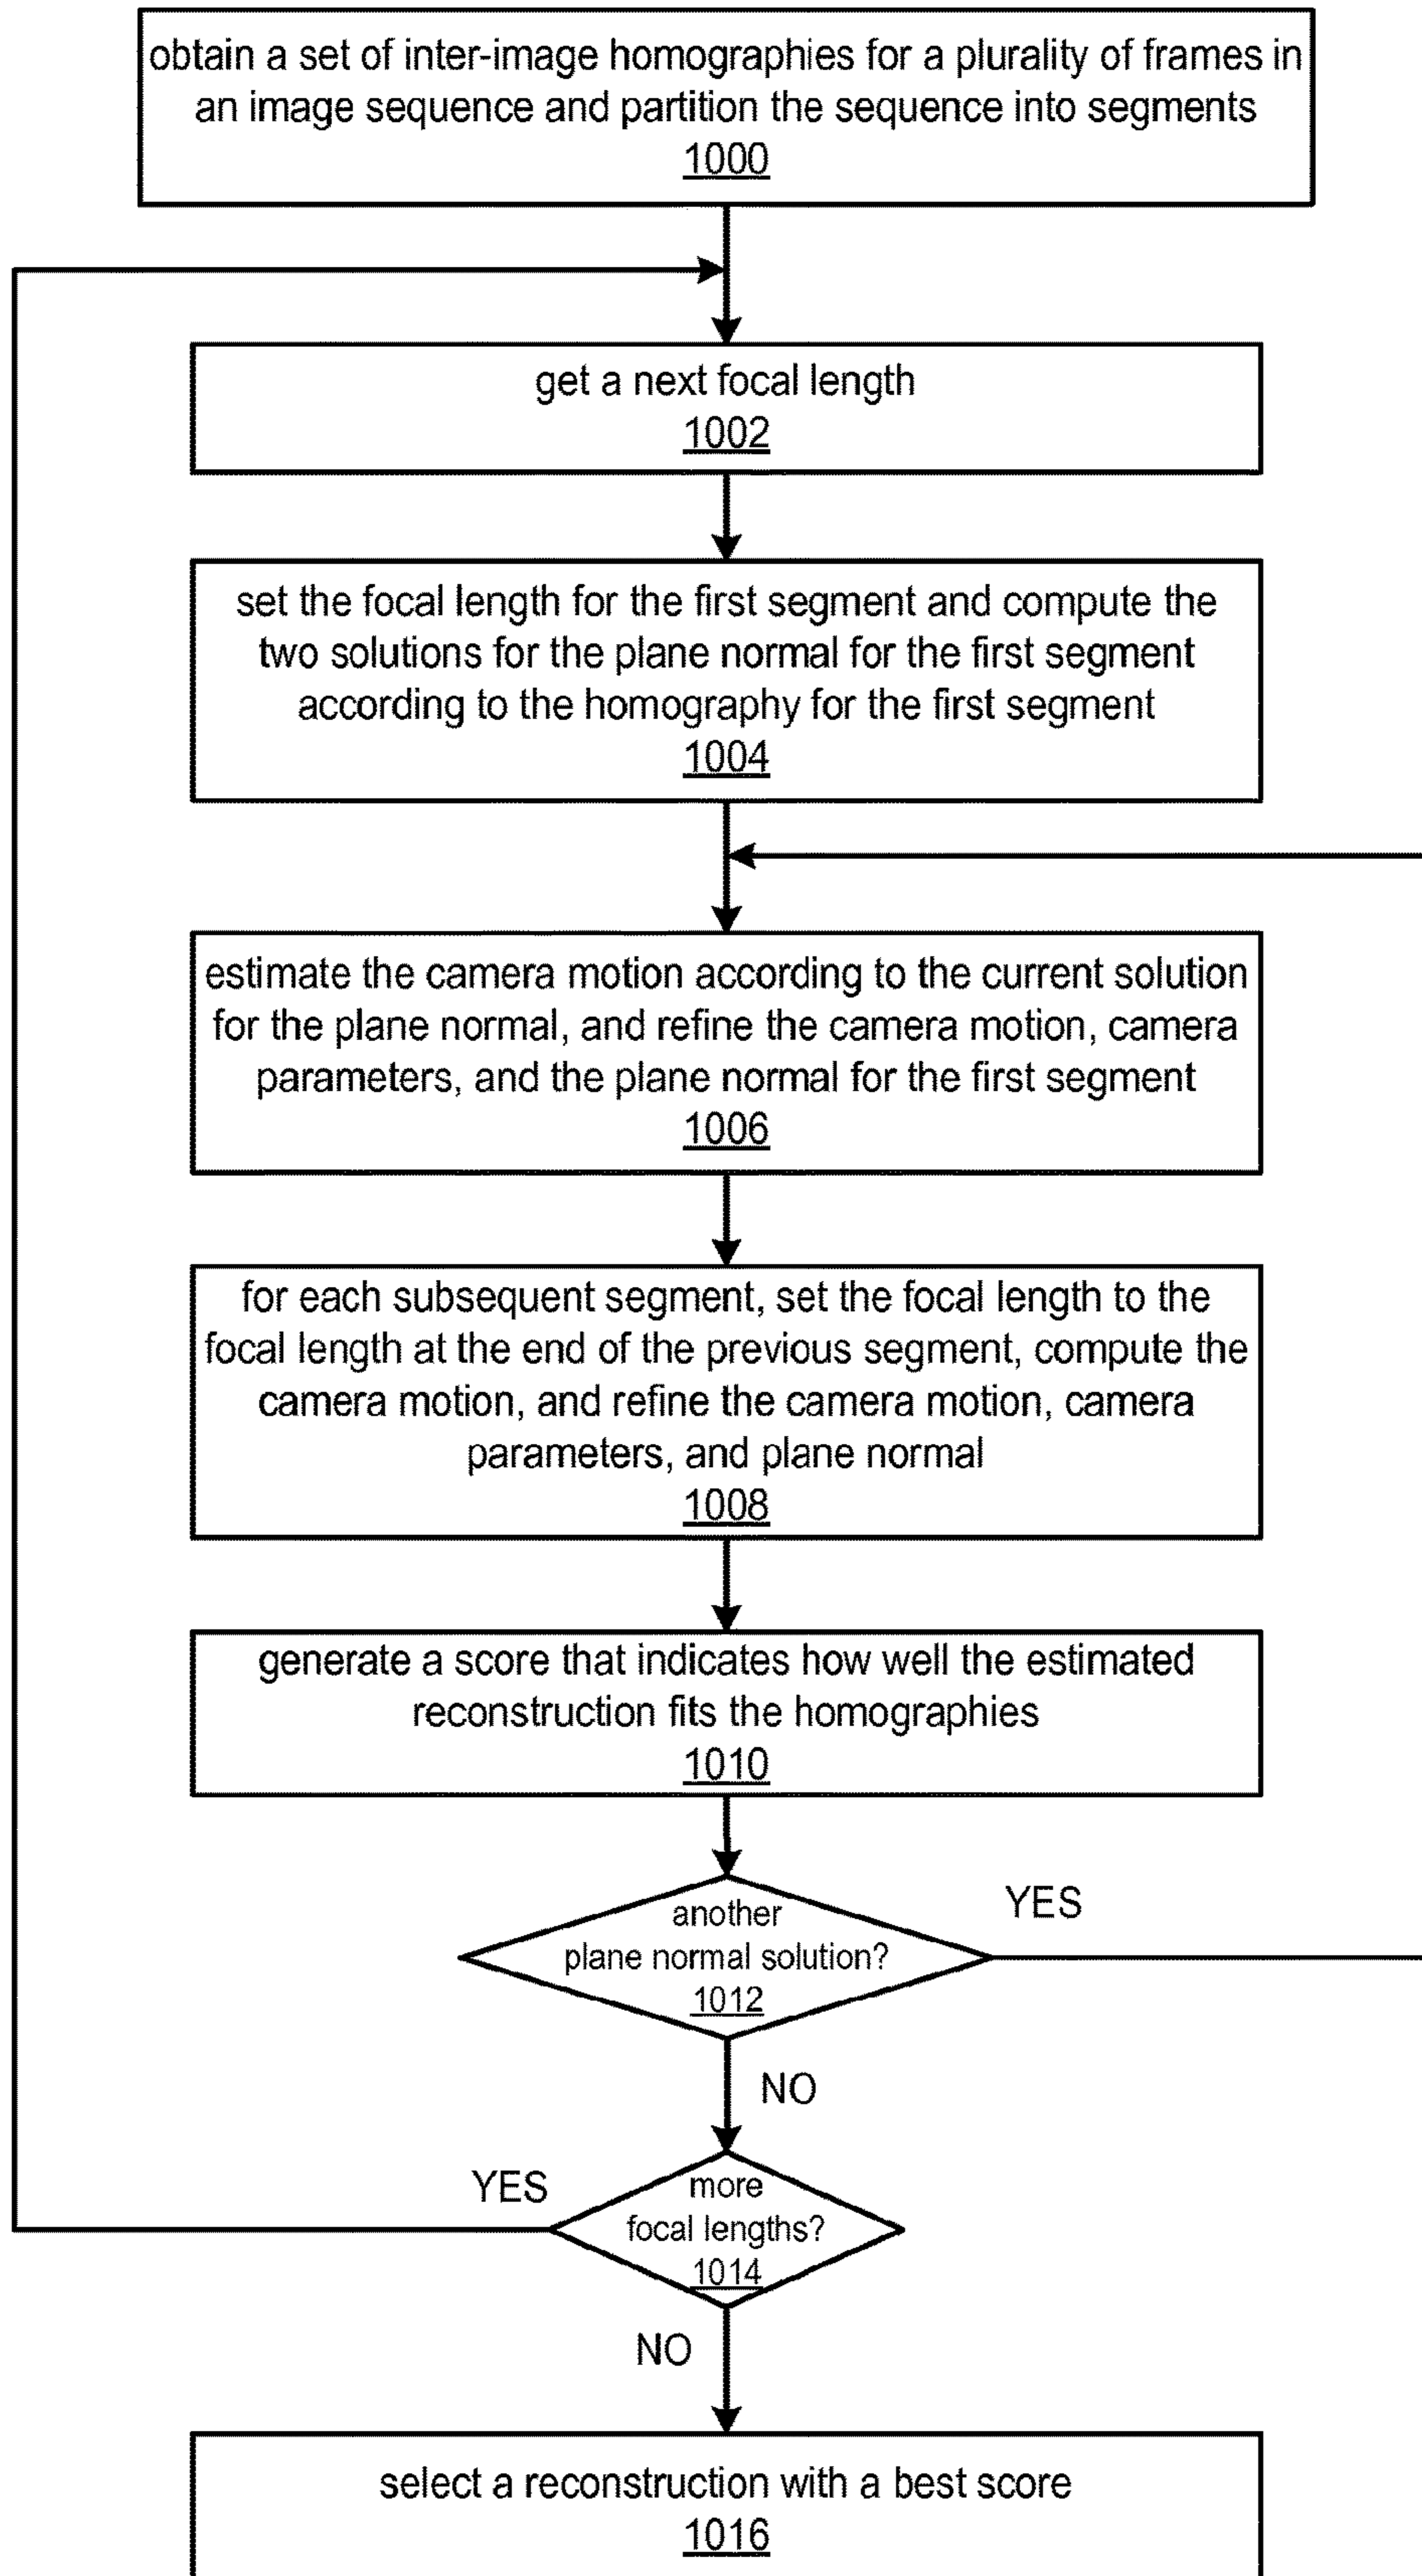 obtain a set of inter-image homographies for a plurality of frames in
an image sequence and partition the sequence into segments
1000
get a next focal length
1002
set the focal length for the first segment and compute the
two solutions for the plane normal for the first segment
according to the homography for the first segment
1004
estimate the camera motion according to the current solution
for the plane normal, and refine the camera motion, camera
parameters, and the plane normal for the first segment
1006
for each subsequent segment, set the focal length to the
focal length at the end of the previous segment, compute the
camera motion, and refine the camera motion, camera
parameters, and plane normal
1008
generate a score that indicates how well the estimated
reconstruction fits the homographies
1010
another
plane normal solution?
1012
YES
NO
more
focal lengths?
1014
YES
NO
select a reconstruction with a best score
1016